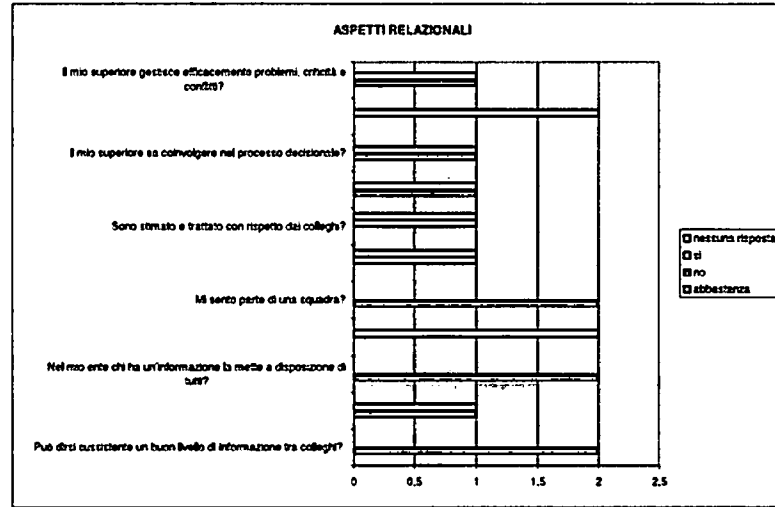 ASPETTI RELAZIONALI
Il mio superiore gestisce efficacemento problemi, criticità e
conflitti?
Il mio superiore sa coinvolgere nel processo decisionale?
Sono stimato e trattato con rispetto dai colleghi?
Mi sento parte di una squadra?
Nel mio ente chi ha un'informazione la mette a disposizione di
tutti?
Può dirsi sussistente un buon livello di informazione tra colleghi?
0
0,5
1
1,5
2
2,5
nessuna risposta
si
no
abbastanza